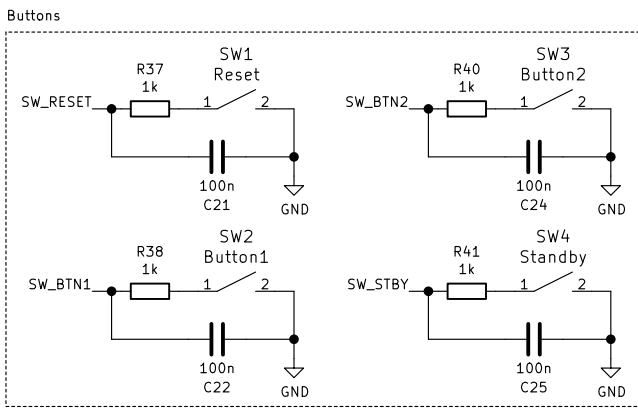 Buttons
SW1
Reset
R37
1k
SW_RESET
1
2
100n
C21
GND
SW3
Button2
R40
1k
SW_BTN2
1
2
100n
C24
GND
SW2
Button1
R38
1k
SW_BTN1
1
2
100n
C22
GND
SW4
Standby
R41
1k
SW_STBY
1
2
100n
C25
GND